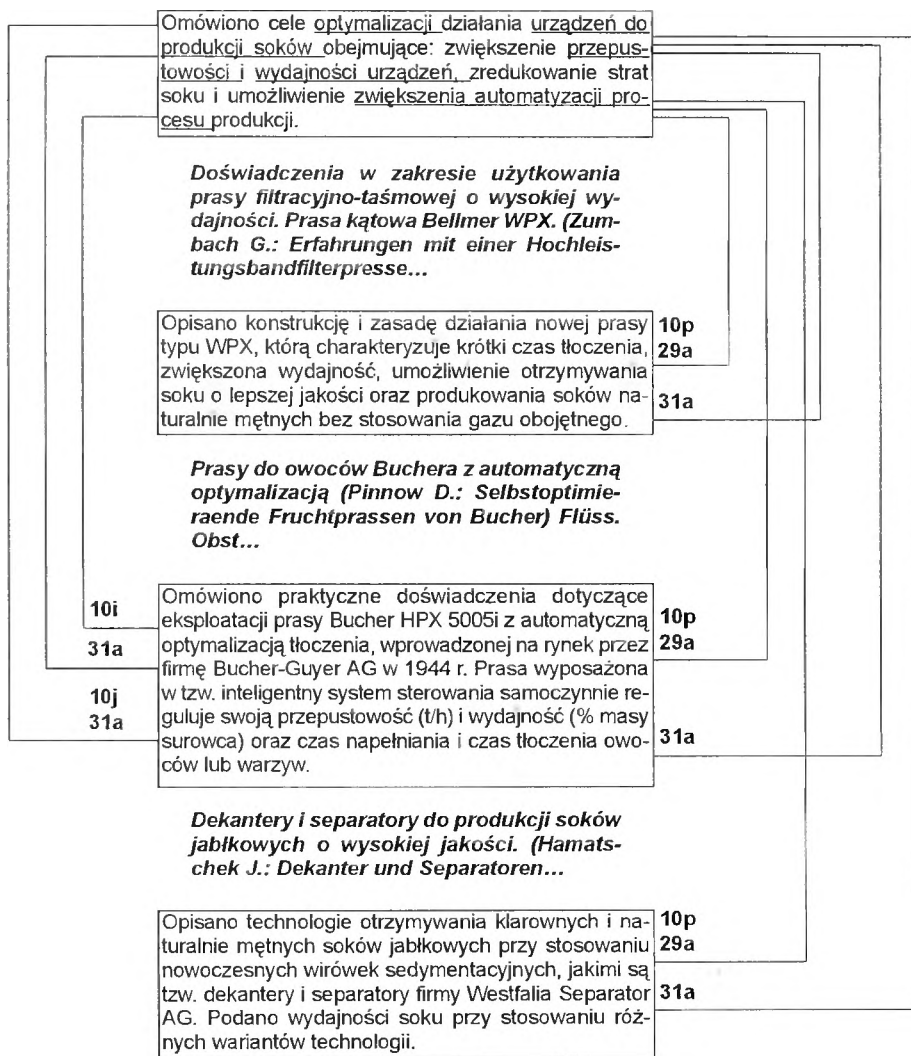 Omówiono cele optymalizacji działania urządzeń do
produkcji soków obejmujące: zwiększenie przepus-
towości i wydajności urządzeń, zredukowanie strat
soku i umożliwienie zwiększenia automatyzacji pro-
cesu produkcji.
Doświadczenia w zakresie użytkowania
prasy filtracyjno-taśmowej o wysokiej wy-
dajności. Prasa kątowa Bellmer WPX. (Zum-
bach G.: Erfahrungen mit einer Hochleis-
tungsbandfilterpresse...
Opisano konstrukcję i zasadę działania nowej prasy
typu WPX, którą charakteryzuje krótki czas tłoczenia,
zwiększona wydajność, umożliwienie otrzymywania
soku o lepszej jakości oraz produkowania soków na-
turalnie mętnych bez stosowania gazu obojętnego.
10p
29a
31a
Prasy do owoców Buchera z automatyczną
optymalizacją (Pinnow D.: Selbstoptimie-
raende Fruchtprassen von Bucher) Flüss.
Obst...
10i
31a
10j
31a
Omówiono praktyczne doświadczenia dotyczące
eksploatacji prasy Bucher HPX 5005i z automatyczną
optymalizacją tłoczenia, wprowadzonej na rynek przez
firmę Bucher-Guyer AG w 1944 r. Prasa wyposażona
w tzw. inteligentny system sterowania samoczynnie re-
guluje swoją przepustowość (t/h) i wydajność (% masy
surowca) oraz czas napełniania i czas tłoczenia owo-
ców lub warzyw.
10p
29a
31a
Dekantery i separatory do produkcji soków
jabłkowych o wysokiej jakości. (Hamats-
chek J.: Dekanter und Separatoren...
Opisano technologie otrzymywania klarownych i na-
turalnie mętnych soków jabłkowych przy stosowaniu
nowoczesnych wirówek sedymentacyjnych, jakimi są
tzw. dekantery i separatory firmy Westfalia Separator
AG. Podano wydajności soku przy stosowaniu róż-
nych wariantów technologii.
10p
29a
31a